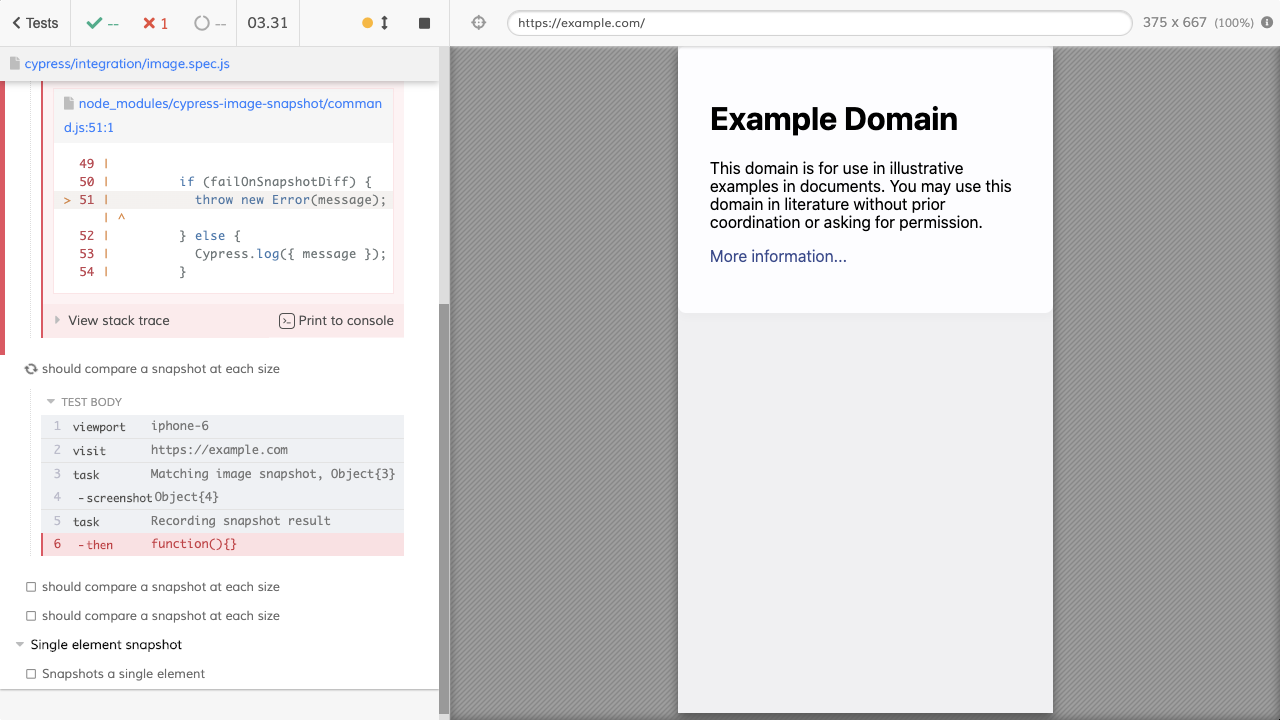 Tests
--
1
--
03.31
https://example.com/
375 x 667 (100%)
cypress/integration/image.spec.js
node_modules/cypress-image-snapshot/comman
d.js:51:1
49 |
50 | if (failOnSnapshotDiff) {
> 51 | throw new Error(message);
| ^
52 | } else {
53 | Cypress.log({ message });
54 | }
View stack trace
Print to console
should compare a snapshot at each size
TEST BODY
1 viewport iphone-6
2 visit https://example.com
3 task Matching image snapshot, Object{3}
4 -screenshot Object{4}
5 task Recording snapshot result
6 -then function(){}
should compare a snapshot at each size
should compare a snapshot at each size
Single element snapshot
Snapshots a single element
Example Domain
This domain is for use in illustrative
examples in documents. You may use this
domain in literature without prior
coordination or asking for permission.
More information...